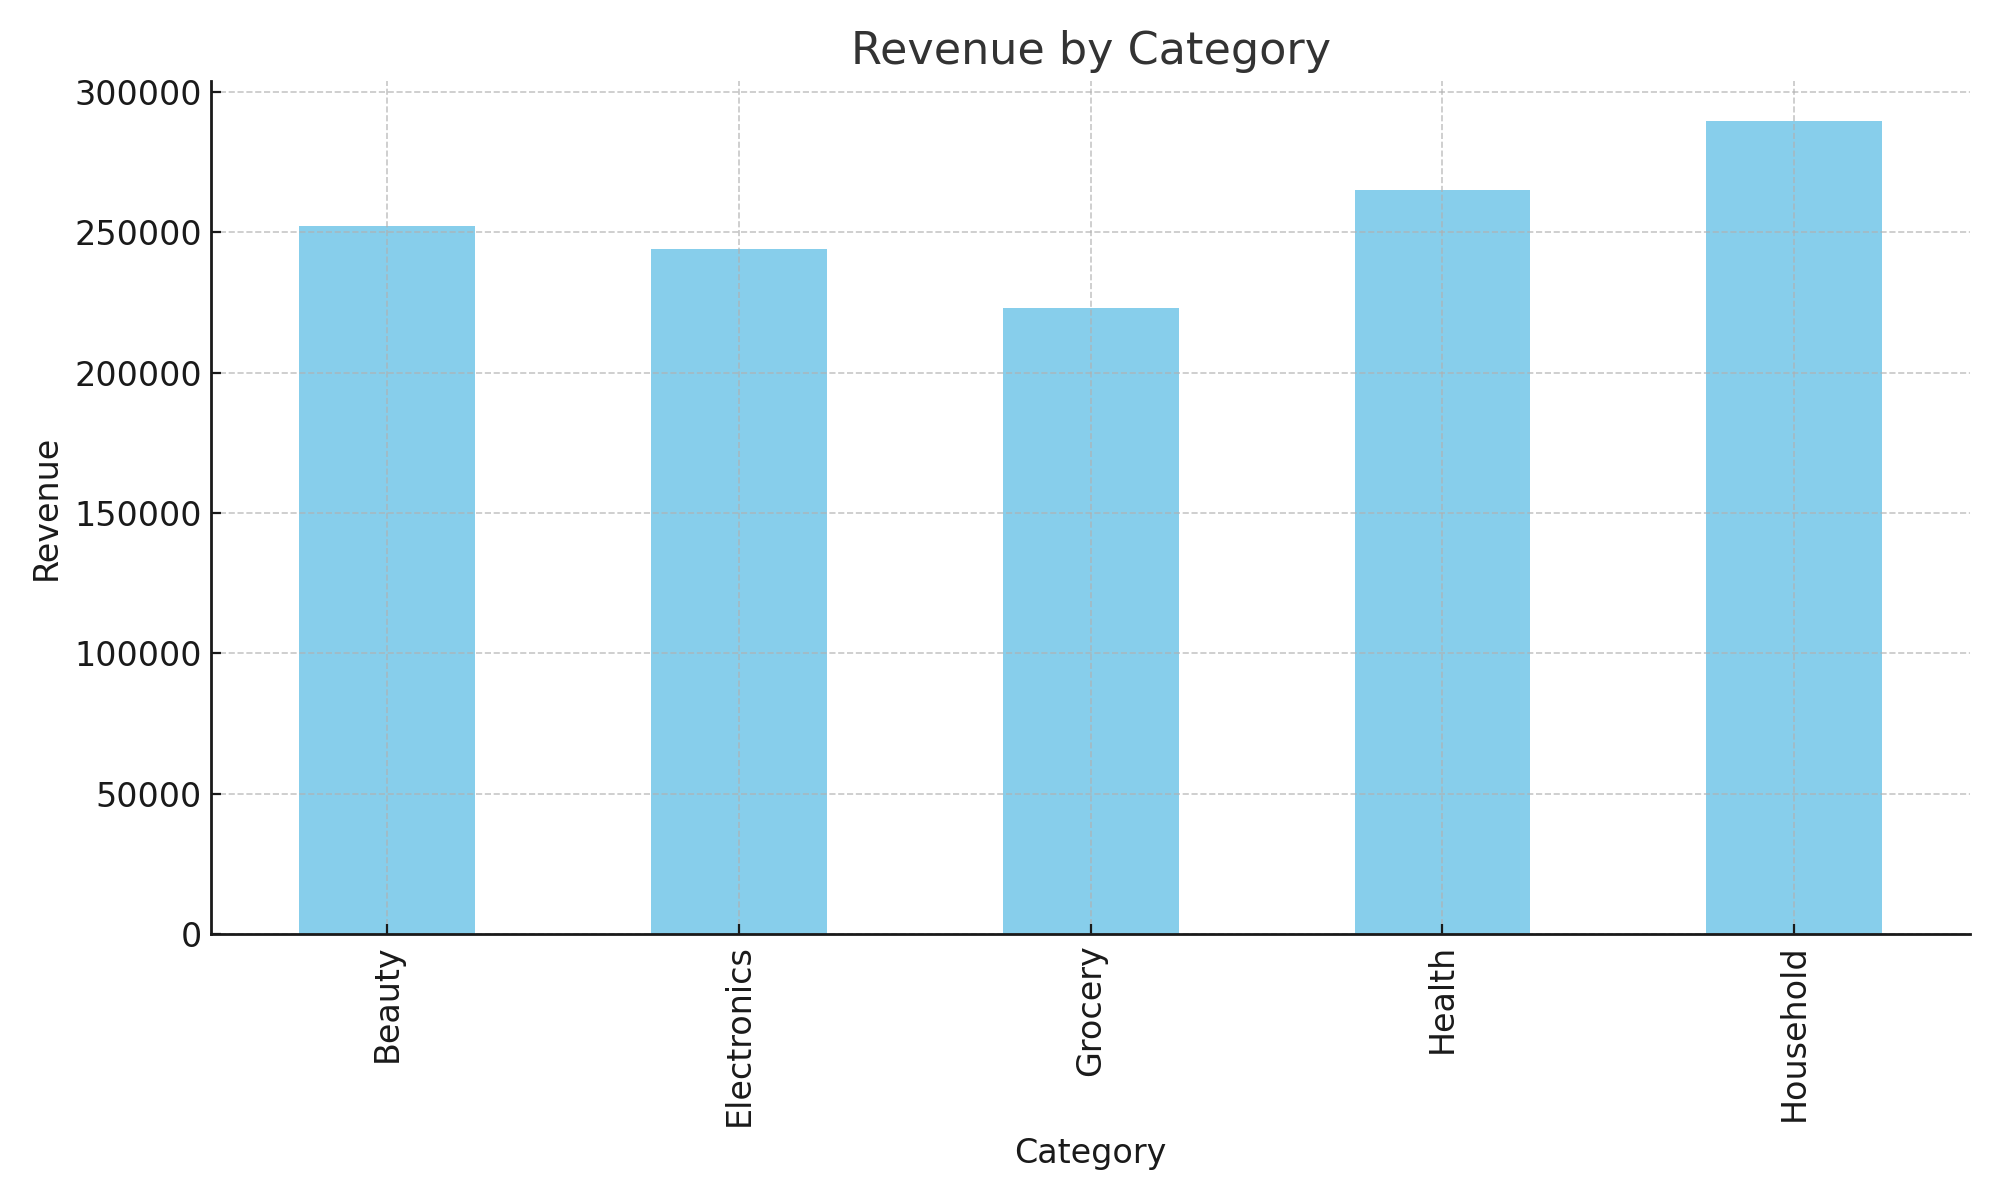 Revenue by Category
Revenue
300000
250000
200000
150000
100000
50000
0
Beauty
Electronics
Grocery
Health
Household
Category